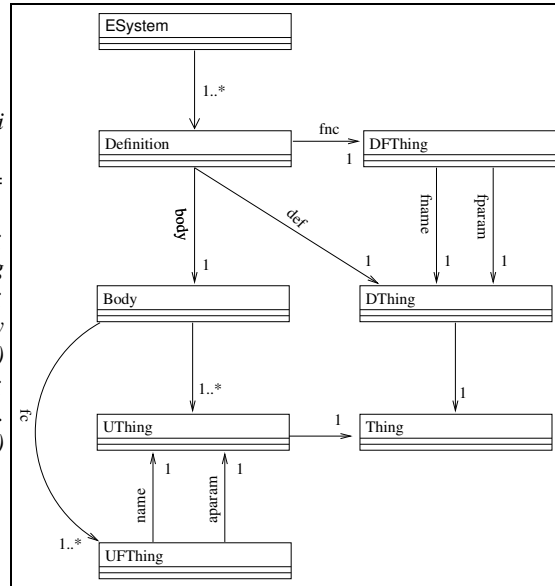 ESystem
1..*
i
Definition
fnc
1
DFThing
=
body
def
fname
fparam
1
1
1
1
Body
DThing
y
)
fc
1..*
1
UThing
1
Thing
)
1
1
name
aparam
1..*
UFThing